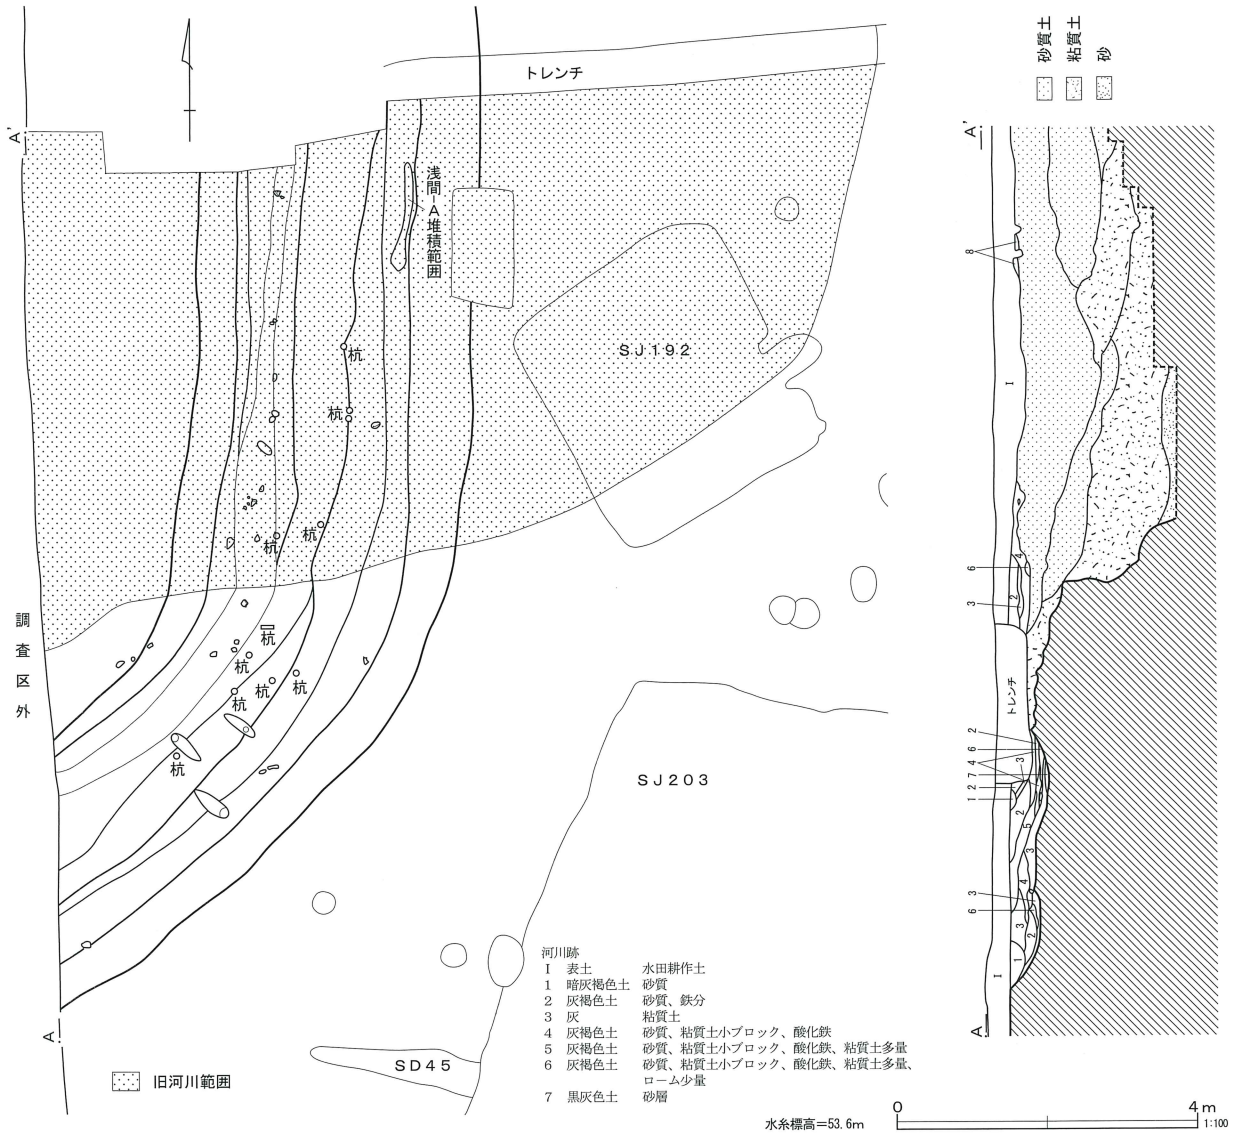 トレンチ
浅間−A堆積範囲
A'
杭
杭
SJ192
杭
杭
杭
杭
杭
杭
杭
杭
調査区外
SJ203
A
SD45
旧河川範囲
河川跡
I 表土 水田耕作土
1 暗灰褐色土 砂質
2 灰褐色土 砂質、鉄分
3 灰 粘質土
4 灰褐色土 砂質、粘質土小ブロック、酸化鉄
5 灰褐色土 砂質、粘質土小ブロック、酸化鉄、粘質土多量
6 灰褐色土 砂質、粘質土小ブロック、酸化鉄、粘質土多量、
ローム少量
7 黒灰色土 砂層
砂質土
粘質土
砂
A'
8
I
4
6
2
3
トレンチ
2
6
4
7
2
1
3
2
5
3
4
3
6
3
2
1
I
A
0 4m
1:100
水糸標高=53.6m